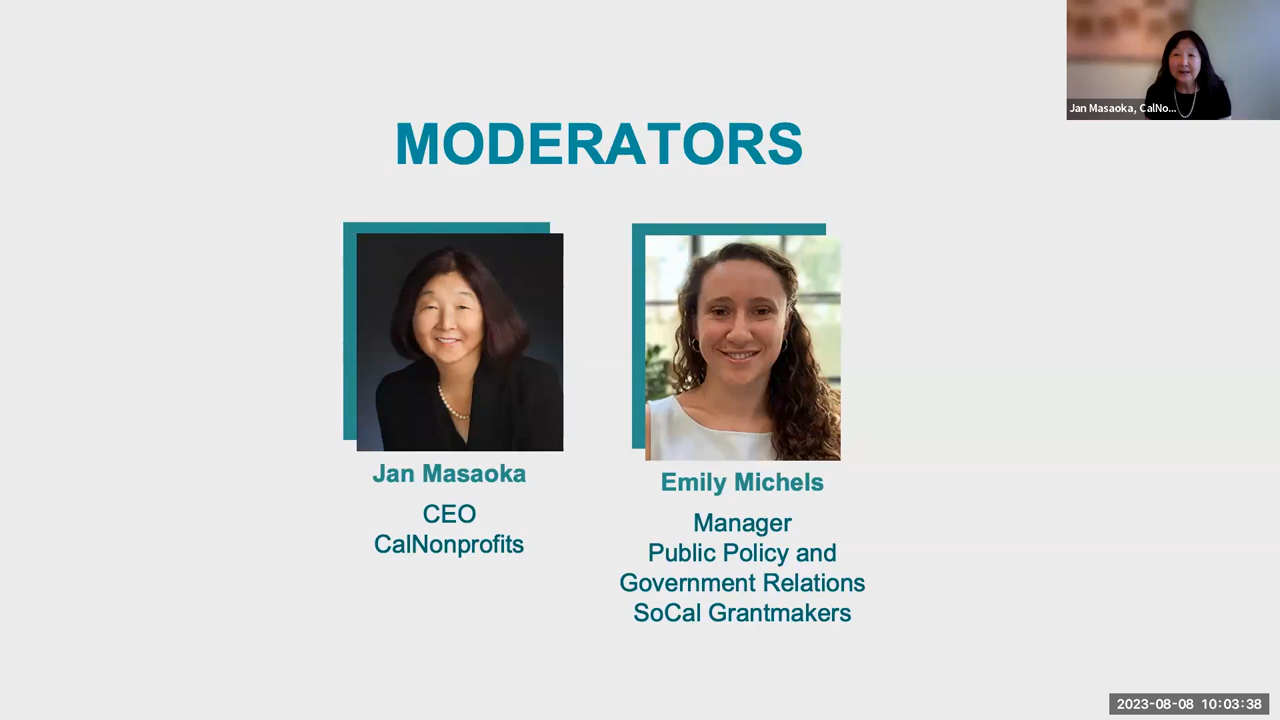 Jan Masaoka, CalNo...
MODERATORS
Jan Masaoka
CEO
CalNonprofits
Emily Michels
Manager
Public Policy and
Government Relations
SoCal Grantmakers
2023-08-08 10:03:38